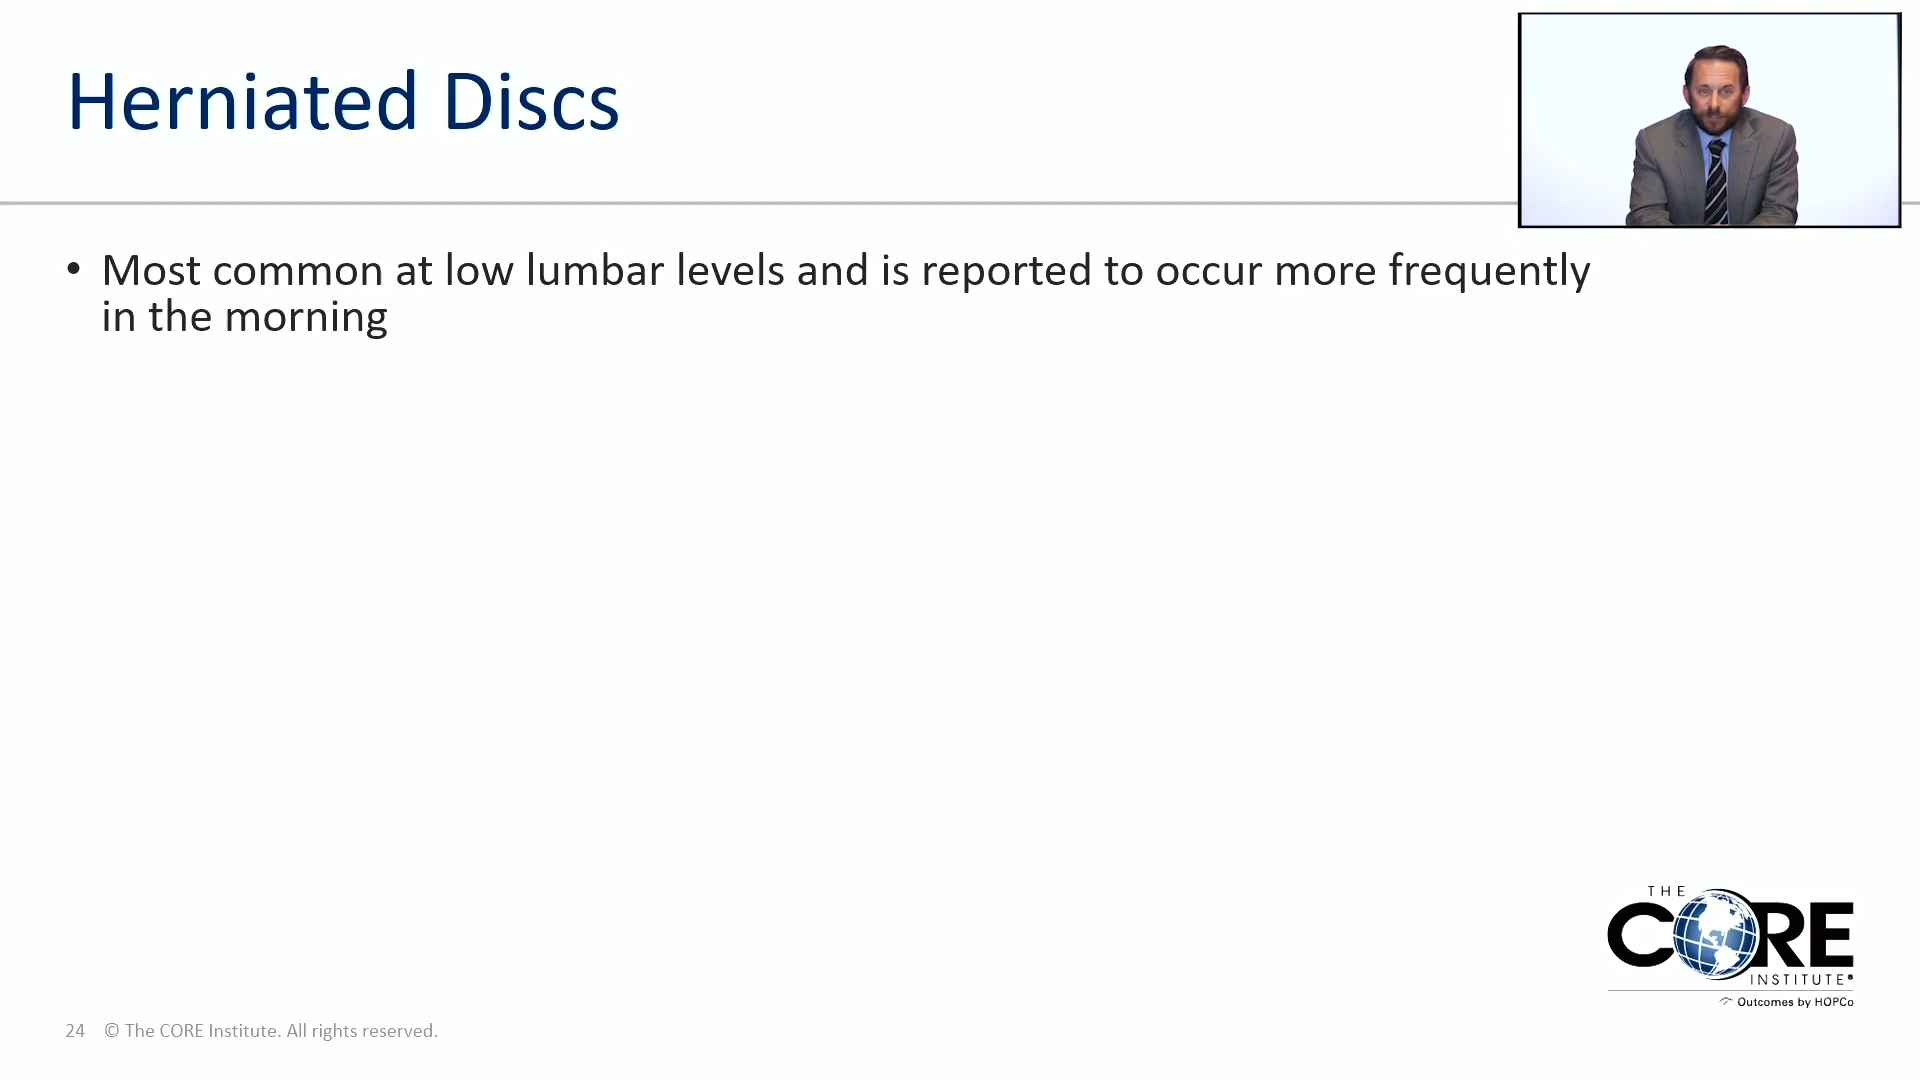 Herniated Discs
• Most common at low lumbar levels and is reported to occur more frequently
in the morning
THE
CORE
INSTITUTE®
Outcomes by HOPCo
24 © The CORE Institute. All rights reserved.